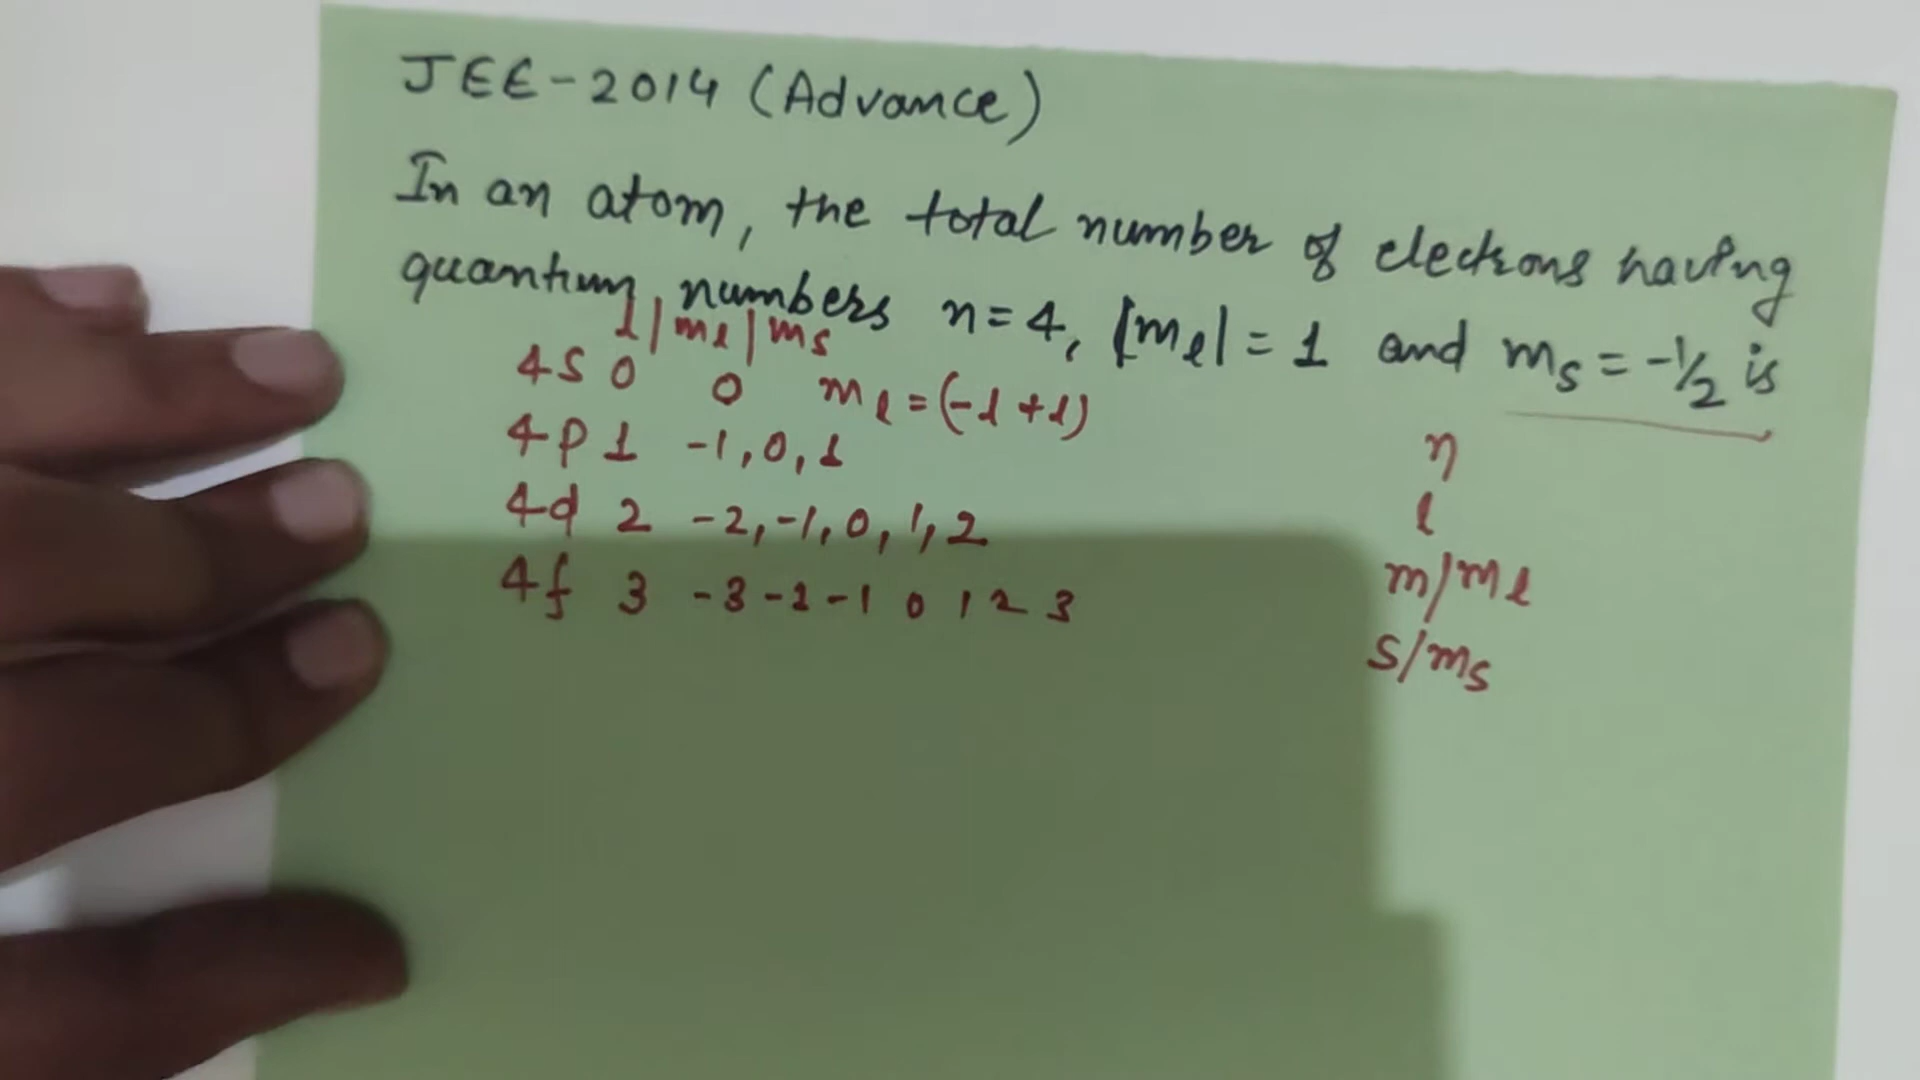 JEE-2014 (Advance)
In an atom, the total number of electrons having
quantum numbers n=4, |ml|=1 and ms=-1/2 is
l | ml | ms
4s 0 0 ml=(-l +l)
4p 1 -1,0,1
4d 2 -2,-1,0,1,2
4f 3 -3 -2 -1 0 1 2 3
n
l
m/ml
s/ms